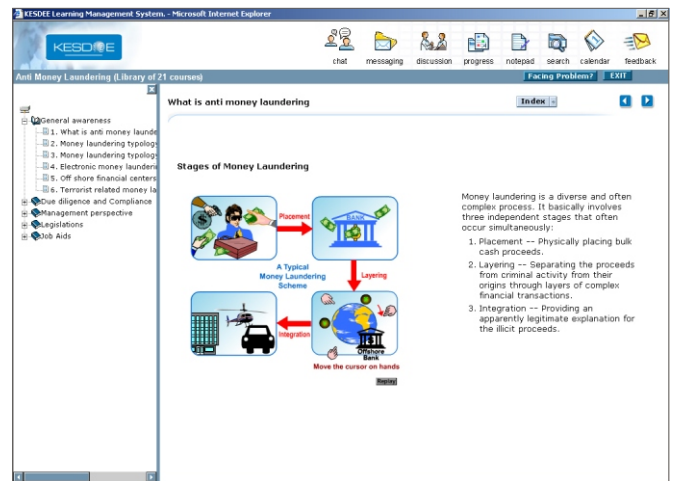 KESDEE Learning Management System. - Microsoft Internet Explorer
KESDEE
chat messaging discussion progress notepad search calendar feedback
Anti Money Laundering (Library of 21 courses)
Facing Problem? EXIT
General awareness
1. What is anti money launde
2. Money laundering typology
3. Money laundering typology
4. Electronic money launderi
5. Off shore financial centers
6. Terrorist related money la
Due diligence and Compliance
Management perspective
Legislations
Job Aids
What is anti money laundering
Index
Stages of Money Laundering
Placement
BANK
A Typical
Money Laundering
Scheme
Layering
Integration
Offshore
Bank
Move the cursor on hands
Replay
Money laundering is a diverse and often
complex process. It basically involves
three independent stages that often
occur simultaneously:
1. Placement -- Physically placing bulk
cash proceeds.
2. Layering -- Separating the proceeds
from criminal activity from their
origins through layers of complex
financial transactions.
3. Integration -- Providing an
apparently legitimate explanation for
the illicit proceeds.